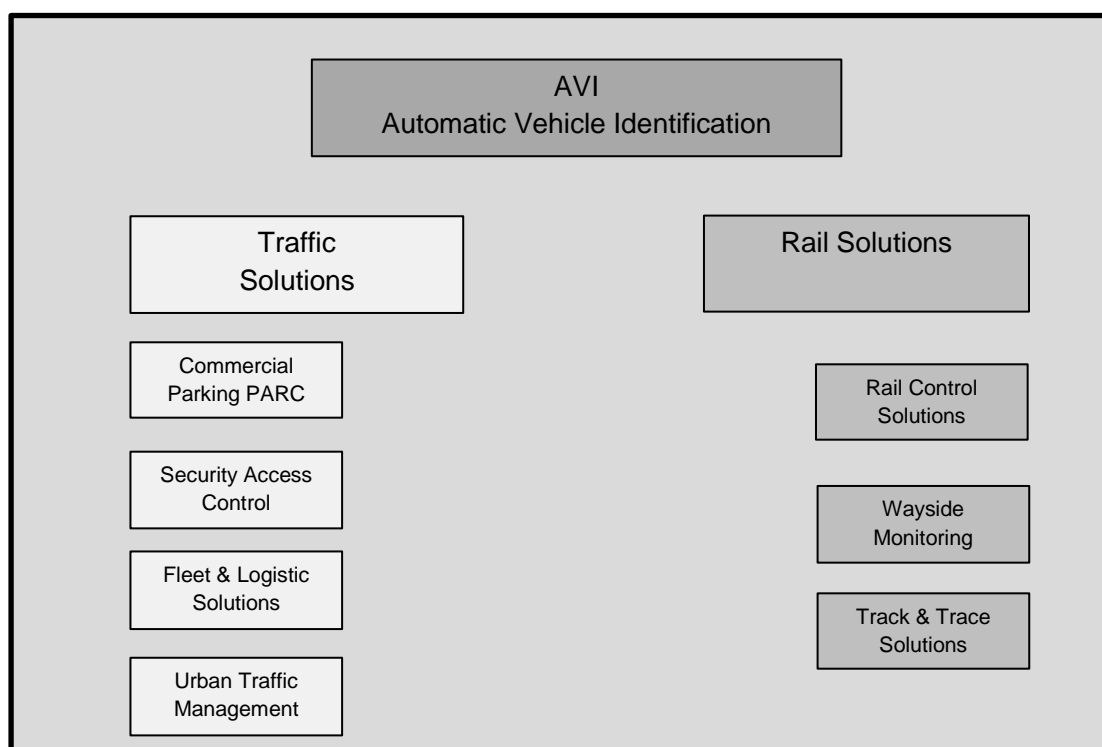 AVI
Automatic Vehicle Identification
Traffic
Solutions
Rail Solutions
Commercial
Parking PARC
Security Access
Control
Fleet & Logistic
Solutions
Urban Traffic
Management
Rail Control
Solutions
Wayside
Monitoring
Track & Trace
Solutions